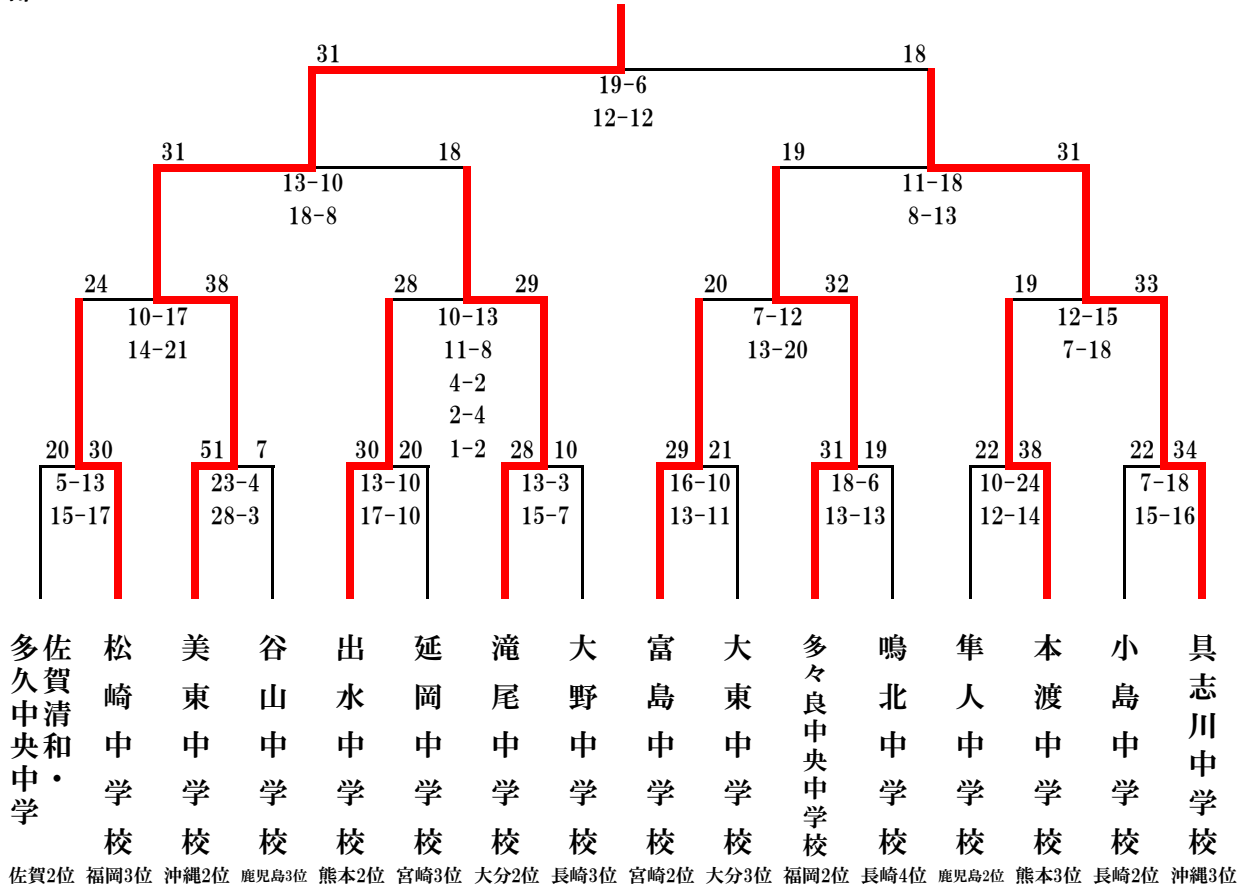 31 18
19-6
12-12
31 18 19 31
13-10 11-18
18-8 8-13
24 38 28 29 20 32 19 33
10-17 10-13 7-12 12-15
14-21 11-8 13-20 7-18
4-2
2-4
1-2
20 30 51 7 30 20 28 10 29 21 31 19 22 38 22 34
5-13 23-4 13-10 13-3 16-10 18-6 10-24 7-18
15-17 28-3 17-10 15-7 13-11 13-13 12-14 15-16
佐賀清和・
多久中央中学
松崎中学校
美東中学校
谷山中学校
出水中学校
延岡中学校
滝尾中学校
大野中学校
富島中学校
大東中学校
多々良中央中学校
鳴北中学校
隼人中学校
本渡中学校
小島中学校
具志川中学校
佐賀2位 福岡3位 沖縄2位 鹿児島3位 熊本2位 宮崎3位 大分2位 長崎3位 宮崎2位 大分3位 福岡2位 長崎4位 鹿児島2位 熊本3位 長崎2位 沖縄3位